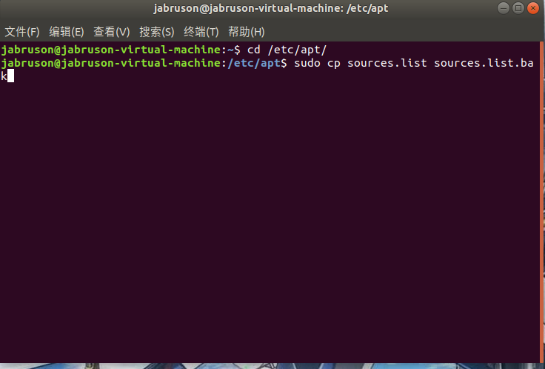 jabruson@jabruson-virtual-machine: /etc/apt
文件(F) 编辑(E) 查看(V) 搜索(S) 终端(T) 帮助(H)
jabruson@jabruson-virtual-machine:~$ cd /etc/apt/
jabruson@jabruson-virtual-machine:/etc/apt$ sudo cp sources.list sources.list.ba
k